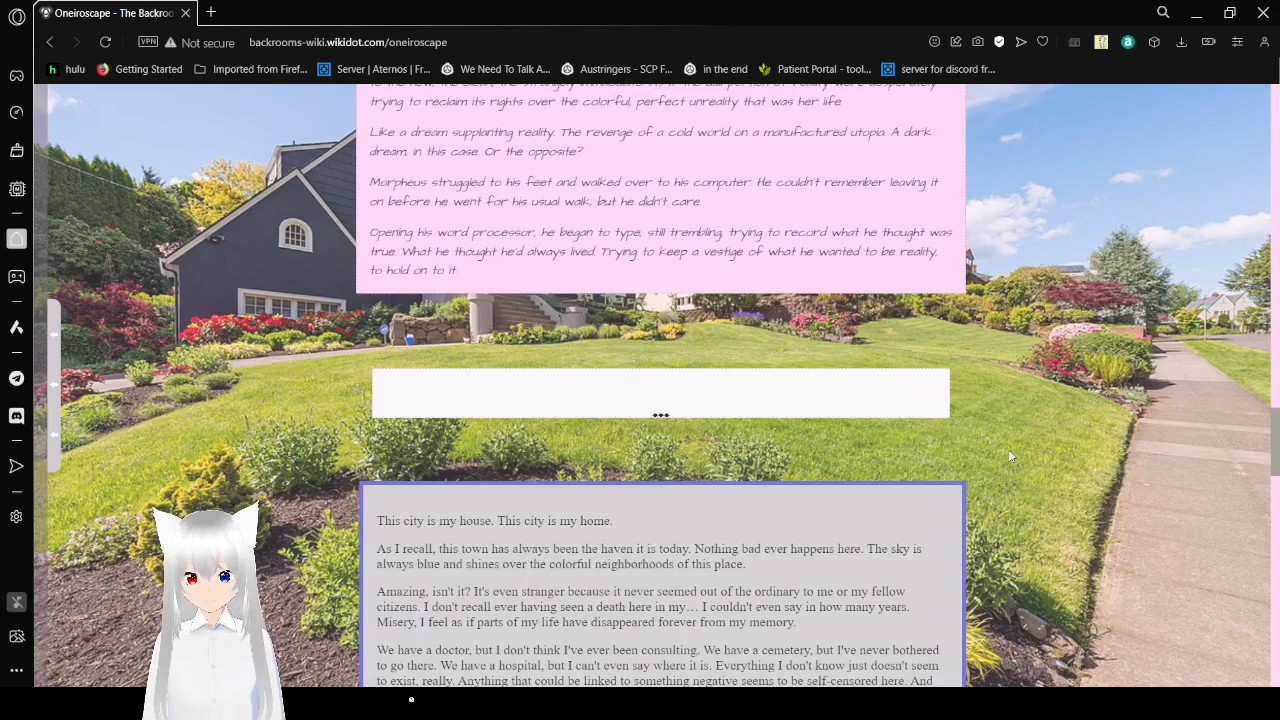 Oneiroscape - The Backroo
VPN
Not secure
backrooms-wiki.wikidot.com/oneiroscape
hulu
Getting Started
Imported from Firef...
Server | Aternos | Fr...
We Need To Talk A...
Austringers - SCP F...
in the end
Patient Portal - tool...
server for discord fr...
trying to reclaim its rights over the colorful, perfect unreality that was her life.
Like a dream supplanting reality. The revenge of a cold world on a manufactured utopia. A dark
dream, in this case. Or the opposite?
Morpheus struggled to his feet and walked over to his computer. He couldn't remember leaving it
on before he went for his usual walk, but he didn't care.
Opening his word processor, he began to type, still trembling, trying to record what he thought was
true. What he thought he'd always lived. Trying to keep a vestige of what he wanted to be reality,
to hold on to it.
This city is my house. This city is my home.
As I recall, this town has always been the haven it is today. Nothing bad ever happens here. The sky is
always blue and shines over the colorful neighborhoods of this place.
Amazing, isn't it? It's even stranger because it never seemed out of the ordinary to me or my fellow
citizens. I don't recall ever having seen a death here in my… I couldn't even say in how many years.
Misery, I feel as if parts of my life have disappeared forever from my memory.
We have a doctor, but I don't think I've ever been consulting. We have a cemetery, but I've never bothered
to go there. We have a hospital, but I can't even say where it is. Everything I don't know just doesn't seem
to exist, really. Anything that could be linked to something negative seems to be self-censored here. And